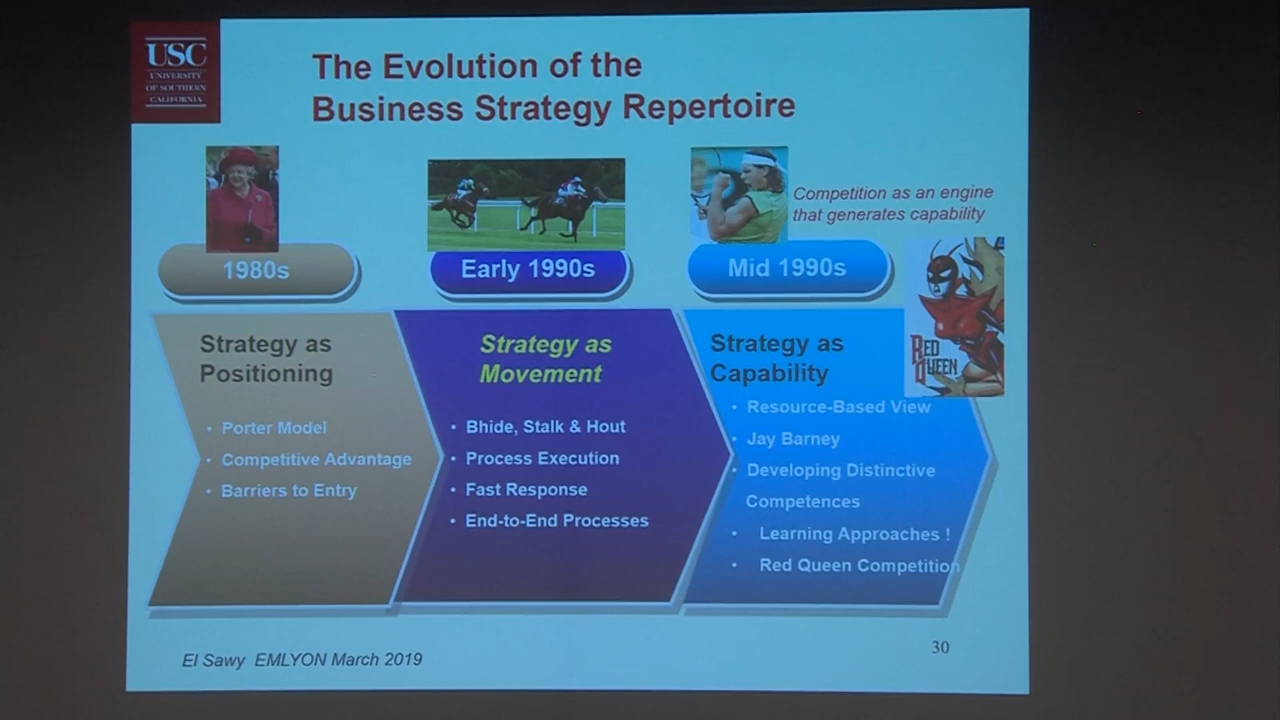 USC
UNIVERSITY
OF SOUTHERN
CALIFORNIA
The Evolution of the
Business Strategy Repertoire
Competition as an engine
that generates capability
1980s
Early 1990s
Mid 1990s
Strategy as
Positioning
• Porter Model
• Competitive Advantage
• Barriers to Entry
Strategy as
Movement
• Bhide, Stalk & Hout
• Process Execution
• Fast Response
• End-to-End Processes
Strategy as
Capability
RED
QUEEN
• Resource-Based View
• Jay Barney
• Developing Distinctive
Competences
• Learning Approaches !
• Red Queen Competition
El Sawy EMLYON March 2019
30